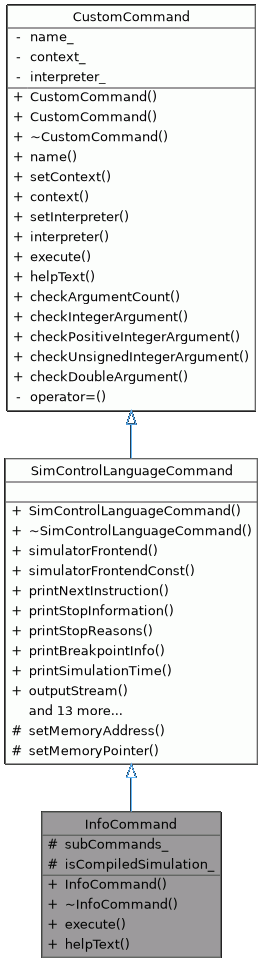 CustomCommand
- name_
- context_
- interpreter_
+ CustomCommand()
+ CustomCommand()
+ ~CustomCommand()
+ name()
+ setContext()
+ context()
+ setInterpreter()
+ interpreter()
+ execute()
+ helpText()
+ checkArgumentCount()
+ checkIntegerArgument()
+ checkPositiveIntegerArgument()
+ checkUnsignedIntegerArgument()
+ checkDoubleArgument()
- operator=()
SimControlLanguageCommand
+ SimControlLanguageCommand()
+ ~SimControlLanguageCommand()
+ simulatorFrontend()
+ simulatorFrontendConst()
+ printNextInstruction()
+ printStopInformation()
+ printStopReasons()
+ printBreakpointInfo()
+ printSimulationTime()
+ outputStream()
and 13 more...
# setMemoryAddress()
# setMemoryPointer()
InfoCommand
# subCommands_
# isCompiledSimulation_
+ InfoCommand()
+ ~InfoCommand()
+ execute()
+ helpText()